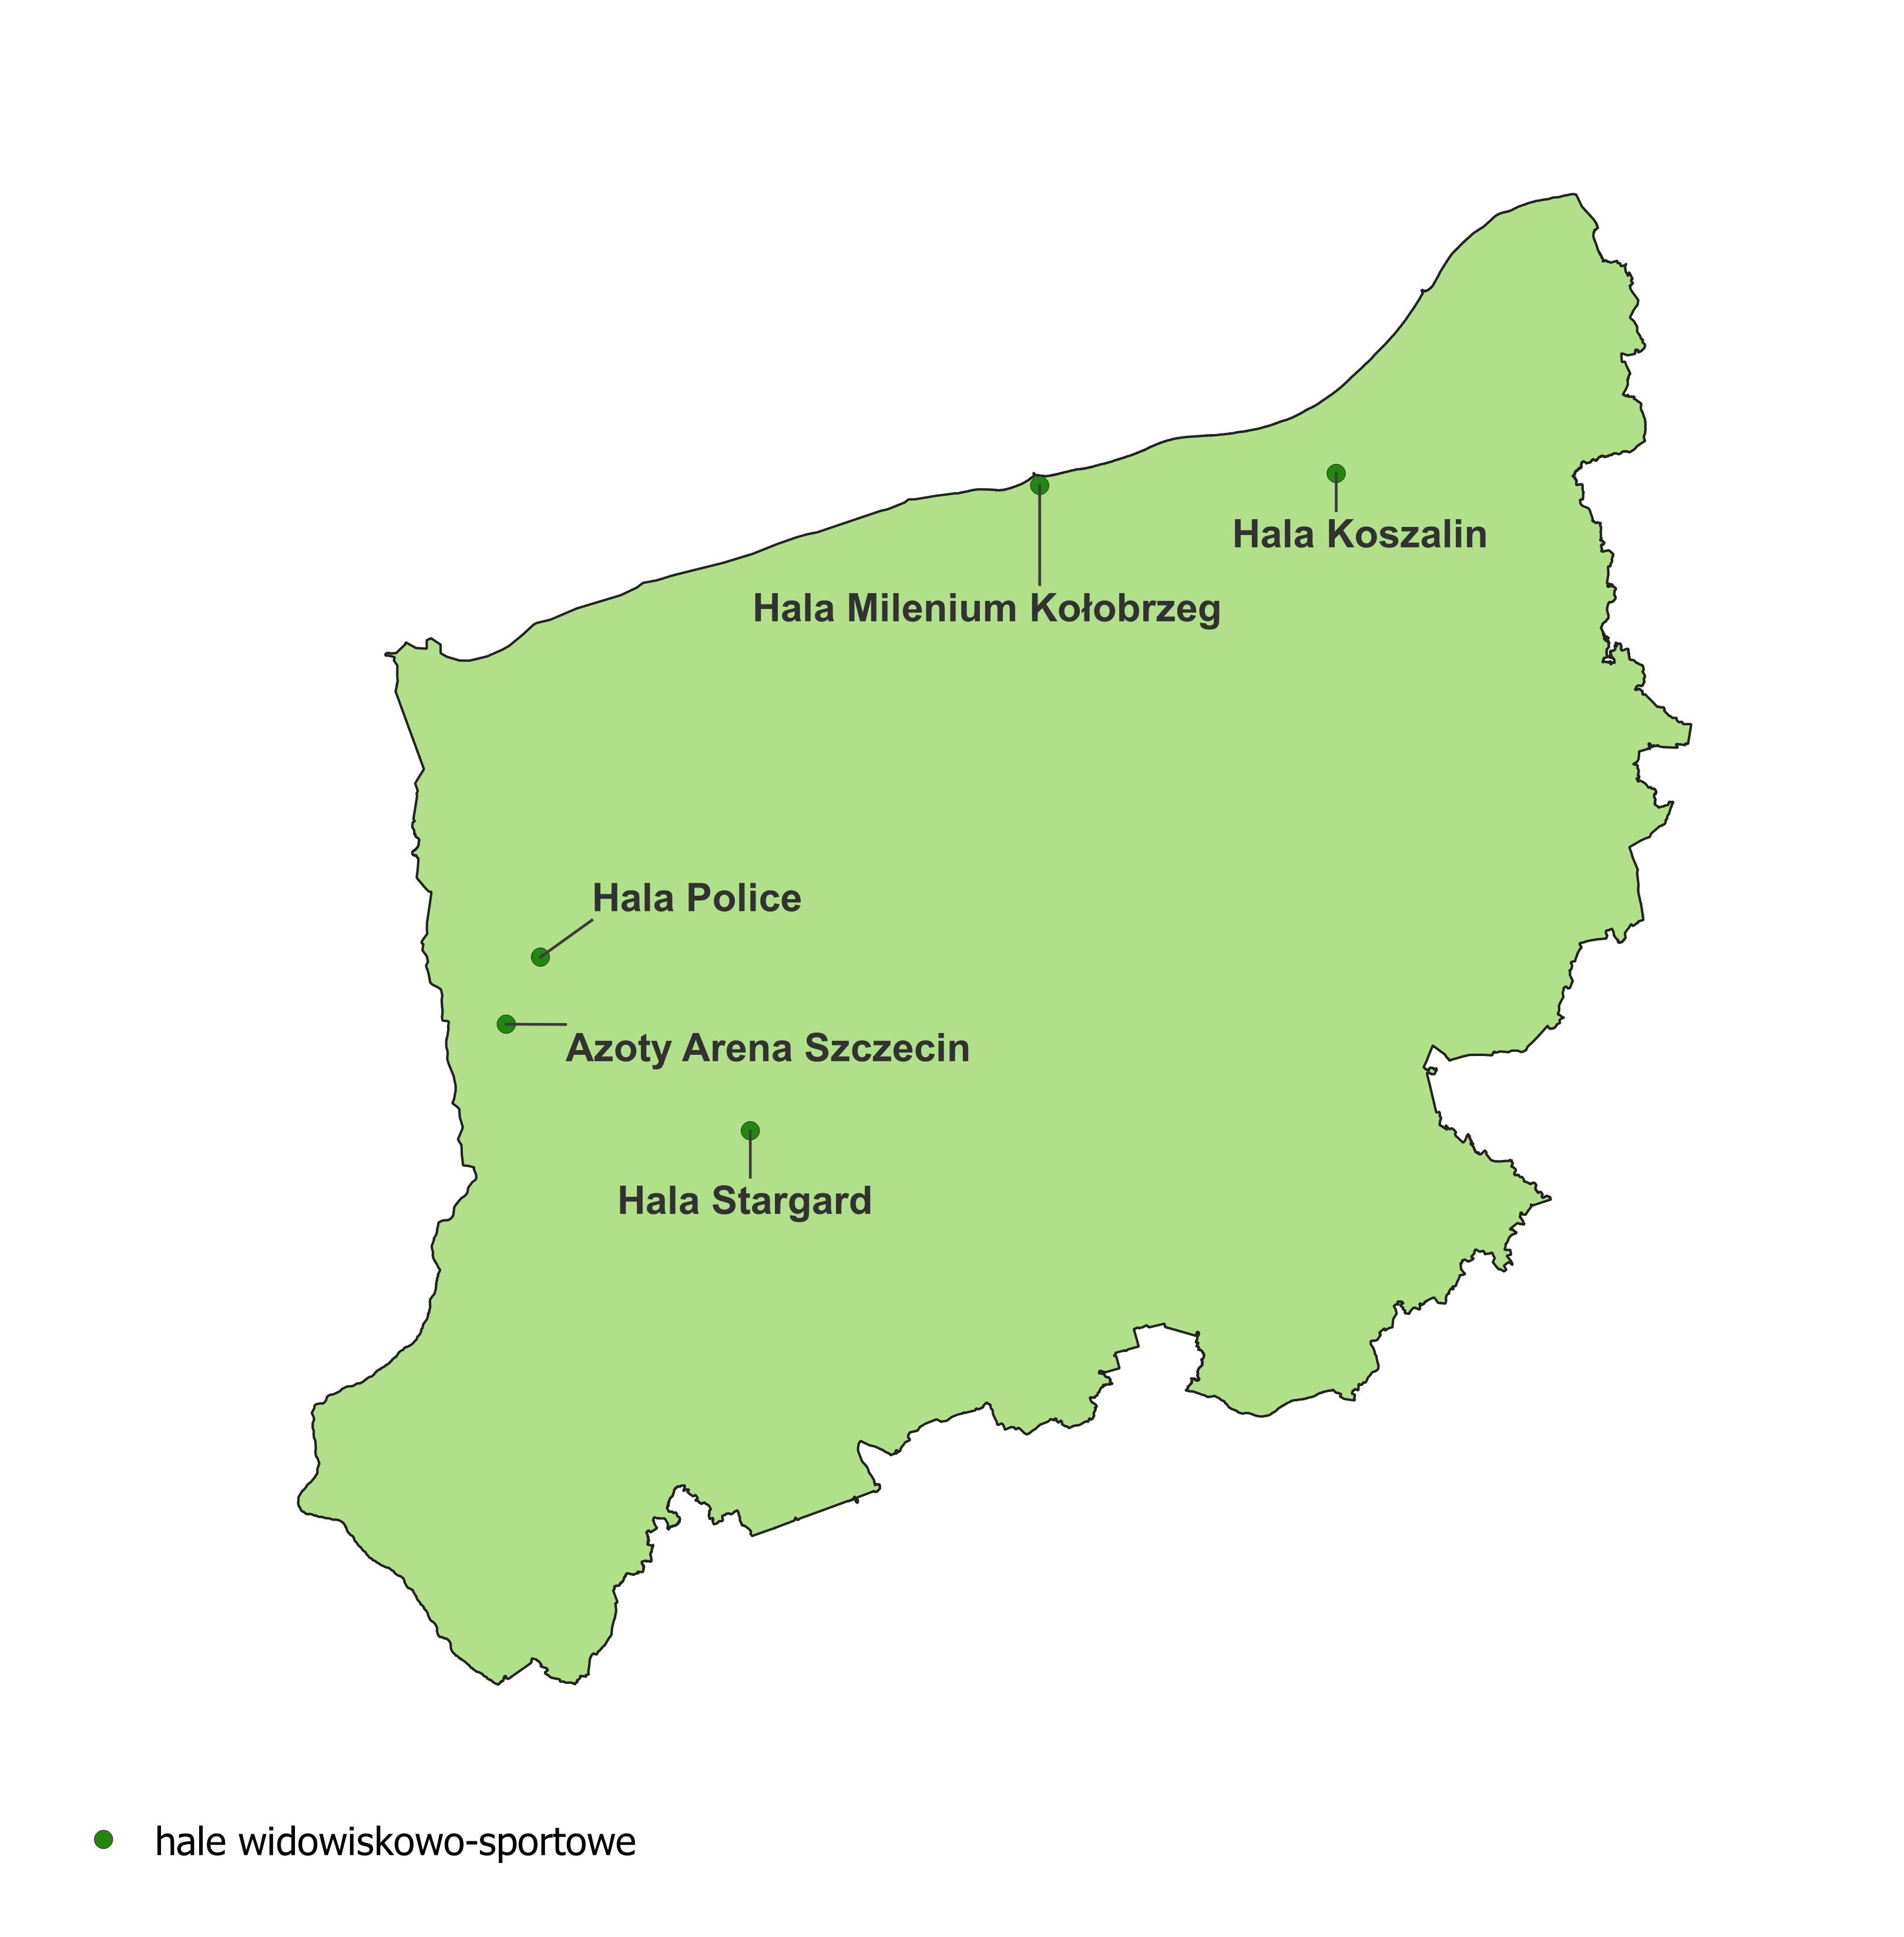 Hala Koszalin
Hala Milenium Kołobrzeg
Hala Police
Azoty Arena Szczecin
Hala Stargard
hale widowiskowo-sportowe